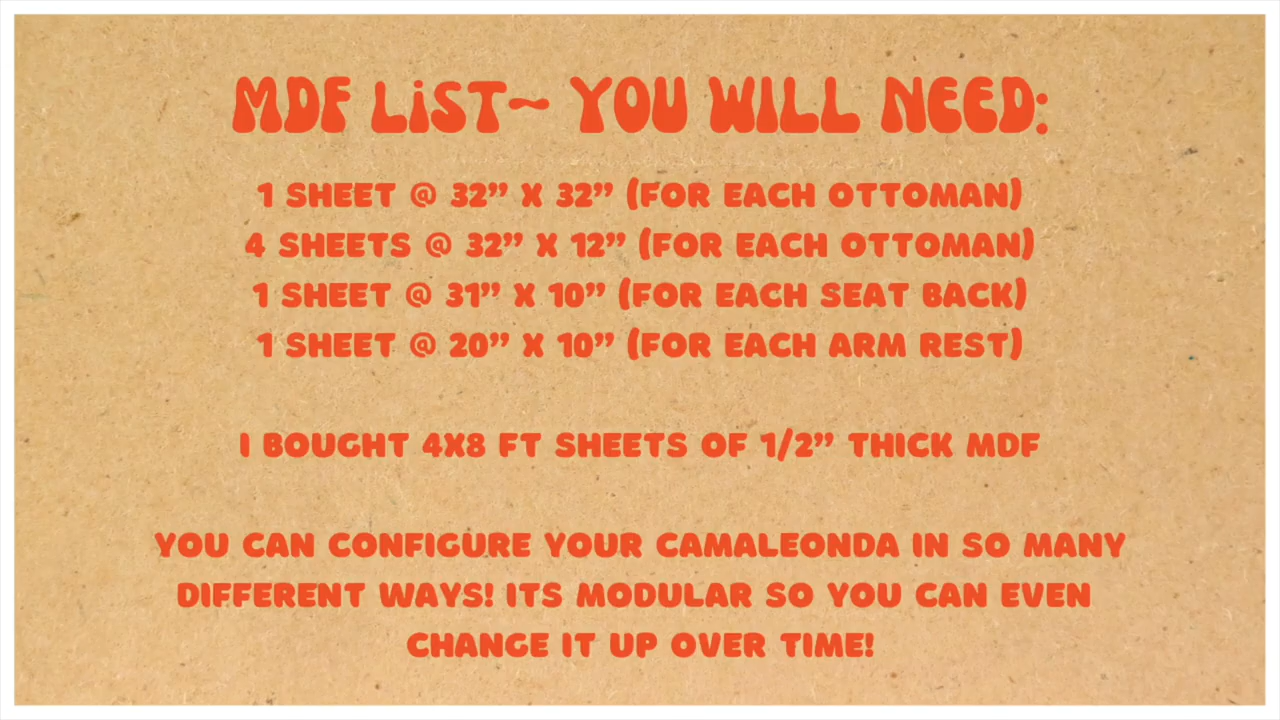 MDF LiST~ YOU WILL NEED:
1 SHEET @ 32” X 32” (FOR EACH OTTOMAN)
4 SHEETS @ 32” X 12” (FOR EACH OTTOMAN)
1 SHEET @ 31” X 10” (FOR EACH SEAT BACK)
1 SHEET @ 20” X 10” (FOR EACH ARM REST)
I BOUGHT 4X8 FT SHEETS OF 1/2” THICK MDF
YOU CAN CONFIGURE YOUR CAMALEONDA IN SO MANY
DIFFERENT WAYS! ITS MODULAR SO YOU CAN EVEN
CHANGE IT UP OVER TIME!